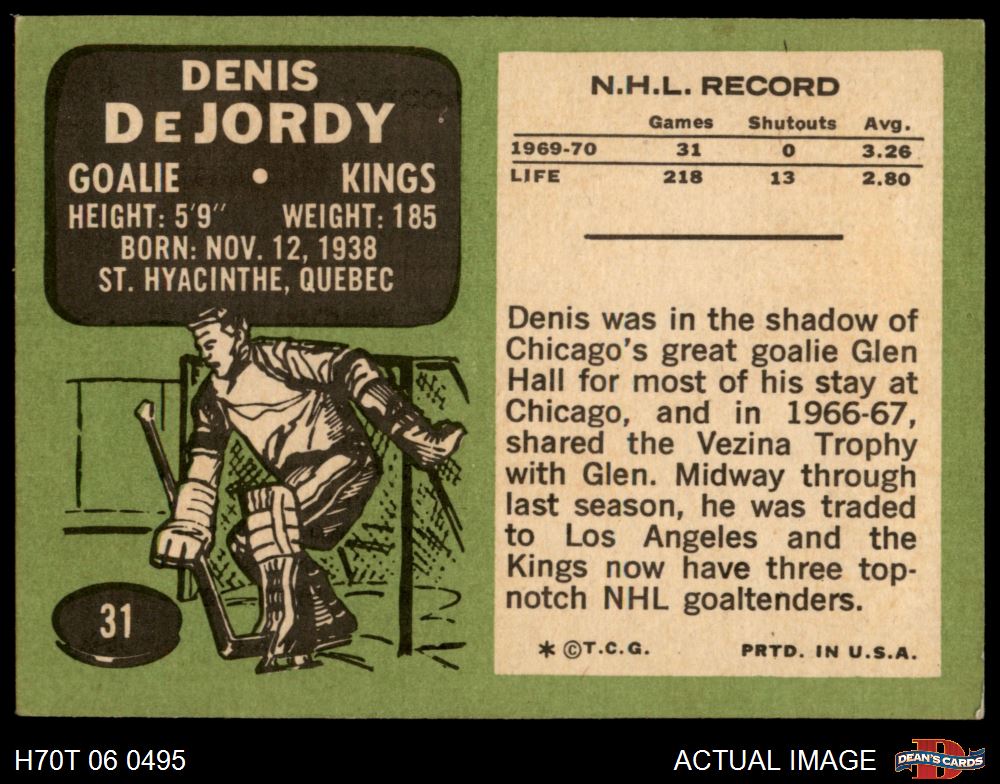 DENIS
DeJORDY
GOALIE • KINGS
HEIGHT: 5'9" WEIGHT: 185
BORN: NOV. 12, 1938
ST. HYACINTHE, QUEBEC
31
N.H.L. RECORD
Games Shutouts Avg.
1969-70 31 0 3.26
LIFE 218 13 2.80
Denis was in the shadow of
Chicago's great goalie Glen
Hall for most of his stay at
Chicago, and in 1966-67,
shared the Vezina Trophy
with Glen. Midway through
last season, he was traded
to Los Angeles and the
Kings now have three top-
notch NHL goaltenders.
* ©T.C.G. PRTD. IN U.S.A.
H70T 06 0495 ACTUAL IMAGE DEAN'S CARDS